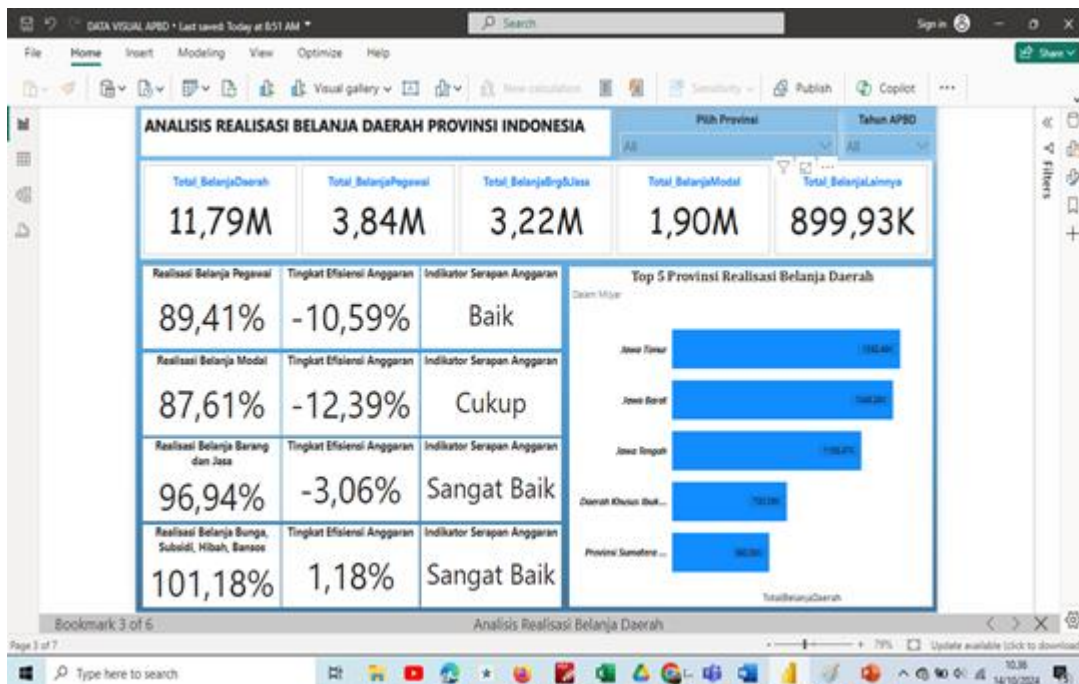 DATA VISUAL APBD • Last saved: Today at 8:51 AM
Search
Sign in
File Home Insert Modeling View Optimize Help
Share
Visual gallery
New calculation
Sensitivity
Publish
Copilot
ANALISIS REALISASI BELANJA DAERAH PROVINSI INDONESIA
Pilih Provinsi
All
Tahun APBD
All
Filters
Total_BelanjaDaerah
11,79M
Total_BelanjaPegawai
3,84M
Total_BelanjaBrg&Jasa
3,22M
Total_BelanjaModal
1,90M
Total_BelanjaLainnya
899,93K
Realisasi Belanja Pegawai
89,41%
Tingkat Efisiensi Anggaran
-10,59%
Indikator Serapan Anggaran
Baik
Realisasi Belanja Modal
87,61%
Tingkat Efisiensi Anggaran
-12,39%
Indikator Serapan Anggaran
Cukup
Realisasi Belanja Barang
dan Jasa
96,94%
Tingkat Efisiensi Anggaran
-3,06%
Indikator Serapan Anggaran
Sangat Baik
Realisasi Belanja Bunga,
Subsidi, Hibah, Bansos
101,18%
Tingkat Efisiensi Anggaran
1,18%
Indikator Serapan Anggaran
Sangat Baik
Top 5 Provinsi Realisasi Belanja Daerah
Dalam Milyar
Jawa Timur
Jawa Barat
Jawa Tengah
Daerah Khusus Ibuk...
Provinsi Sumatera ...
TotalBelanjaDaerah
Bookmark 3 of 6
Analisis Realisasi Belanja Daerah
Page 3 of 7
79%
Update available (click to download
Type here to search
10.36
14/10/2024